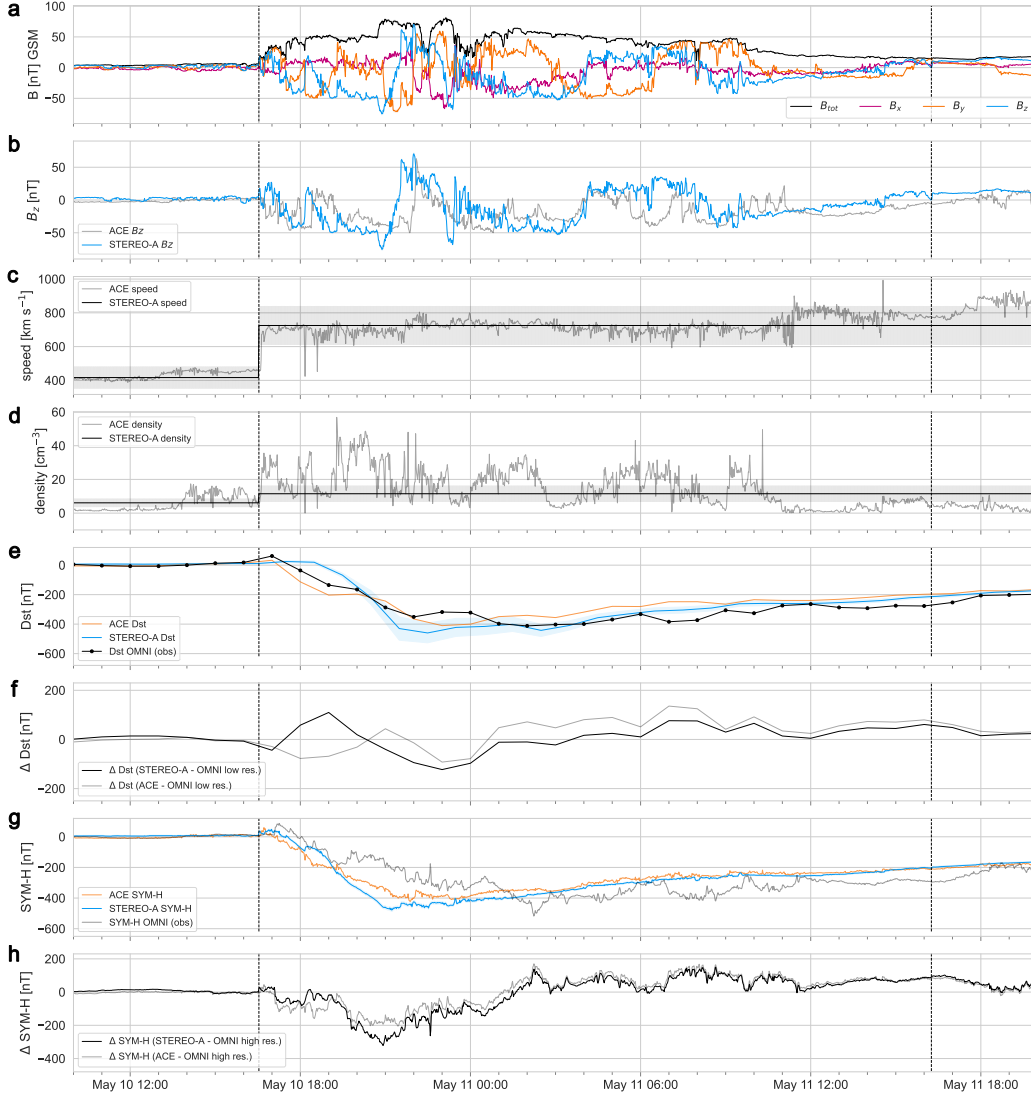 a
100
50
0
−50
B [nT] GSM
Btot
Bx
By
Bz
b
50
0
−50
Bz [nT]
ACE Bz
STEREO-A Bz
c
1000
800
600
400
speed [km s−1]
ACE speed
STEREO-A speed
d
60
40
20
0
density [cm−3]
ACE density
STEREO-A density
e
0
−200
−400
−600
Dst [nT]
ACE Dst
STEREO-A Dst
Dst OMNI (obs)
f
200
0
−200
Δ Dst [nT]
Δ Dst (STEREO-A - OMNI low res.)
Δ Dst (ACE - OMNI low res.)
g
0
−200
−400
−600
SYM-H [nT]
ACE SYM-H
STEREO-A SYM-H
SYM-H OMNI (obs)
h
200
0
−200
−400
Δ SYM-H [nT]
Δ SYM-H (STEREO-A - OMNI high res.)
Δ SYM-H (ACE - OMNI high res.)
May 10 12:00
May 10 18:00
May 11 00:00
May 11 06:00
May 11 12:00
May 11 18:00